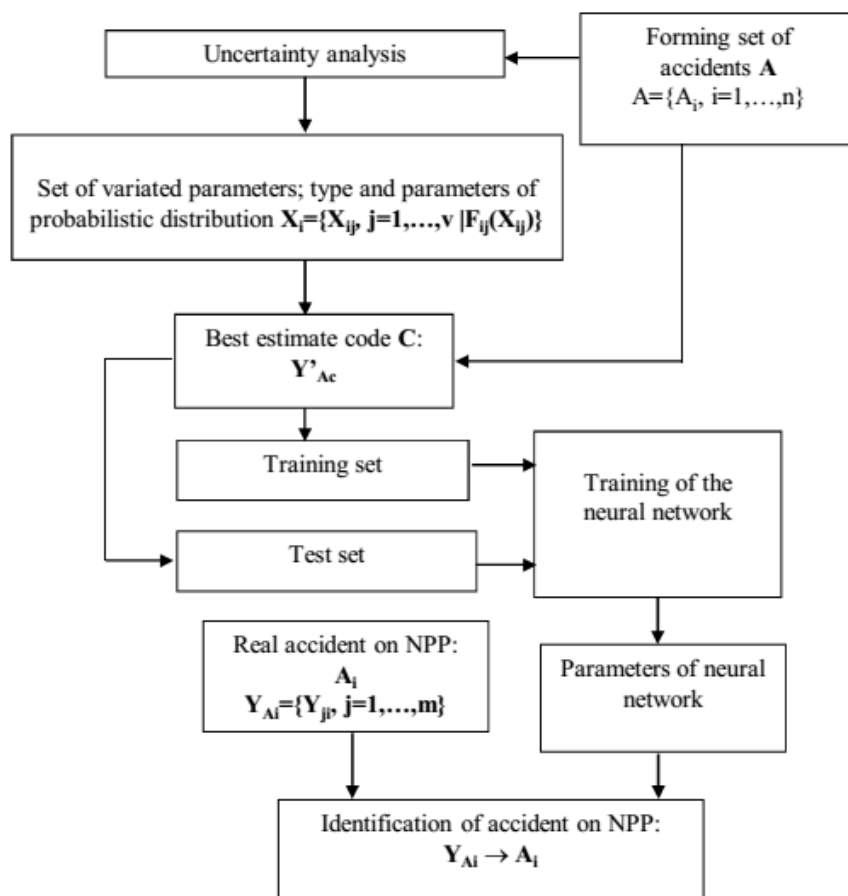 Uncertainty analysis
Forming set of
accidents A
A={Ai, i=1,…,n}
Set of variated parameters; type and parameters of
probabilistic distribution Xi={Xij, j=1,…,v |Fij(Xij)}
Best estimate code C:
Y’Ac
Training set
Training of the
neural network
Test set
Real accident on NPP:
Ai
YAi={Yji, j=1,…,m}
Parameters of neural
network
Identification of accident on NPP:
YAi → Ai